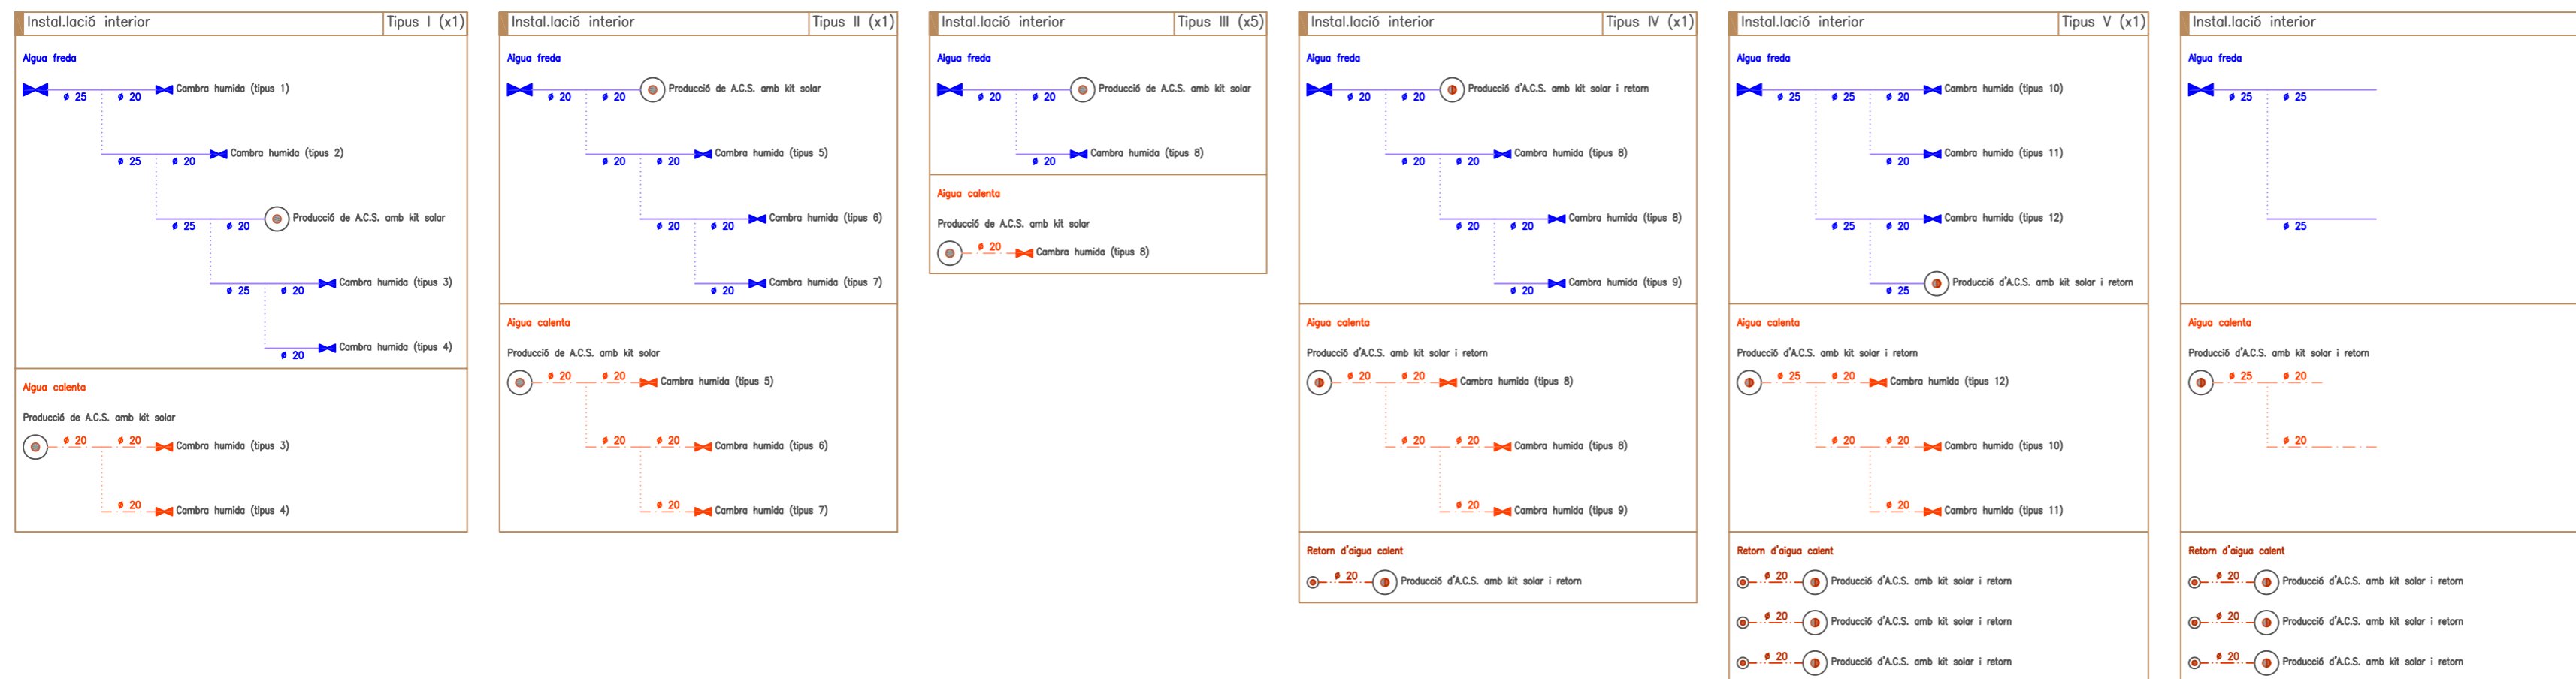 Instal.lació interior Tipus I (x1)
Aigua freda
ø 25 ø 20 Cambra humida (tipus 1)
ø 25 ø 20 Cambra humida (tipus 2)
ø 25 ø 20 Producció de A.C.S. amb kit solar
ø 25 ø 20 Cambra humida (tipus 3)
ø 20 Cambra humida (tipus 4)
Aigua calenta
Producció de A.C.S. amb kit solar
ø 20 ø 20 Cambra humida (tipus 3)
ø 20 Cambra humida (tipus 4)
Instal.lació interior Tipus II (x1)
Aigua freda
ø 20 ø 20 Producció de A.C.S. amb kit solar
ø 20 ø 20 Cambra humida (tipus 5)
ø 20 ø 20 Cambra humida (tipus 6)
ø 20 Cambra humida (tipus 7)
Aigua calenta
Producció de A.C.S. amb kit solar
ø 20 ø 20 Cambra humida (tipus 5)
ø 20 ø 20 Cambra humida (tipus 6)
ø 20 Cambra humida (tipus 7)
Instal.lació interior Tipus III (x5)
Aigua freda
ø 20 ø 20 Producció de A.C.S. amb kit solar
ø 20 Cambra humida (tipus 8)
Aigua calenta
Producció de A.C.S. amb kit solar
ø 20 Cambra humida (tipus 8)
Instal.lació interior Tipus IV (x1)
Aigua freda
ø 20 ø 20 Producció d'A.C.S. amb kit solar i retorn
ø 20 ø 20 Cambra humida (tipus 8)
ø 20 ø 20 Cambra humida (tipus 8)
ø 20 Cambra humida (tipus 9)
Aigua calenta
Producció d'A.C.S. amb kit solar i retorn
ø 20 ø 20 Cambra humida (tipus 8)
ø 20 ø 20 Cambra humida (tipus 8)
ø 20 Cambra humida (tipus 9)
Retorn d'aigua calent
ø 20 Producció d'A.C.S. amb kit solar i retorn
Instal.lació interior Tipus V (x1)
Aigua freda
ø 25 ø 25 ø 20 Cambra humida (tipus 10)
ø 20 Cambra humida (tipus 11)
ø 25 ø 20 Cambra humida (tipus 12)
ø 25 Producció d'A.C.S. amb kit solar i retorn
Aigua calenta
Producció d'A.C.S. amb kit solar i retorn
ø 25 ø 20 Cambra humida (tipus 12)
ø 20 ø 20 Cambra humida (tipus 10)
ø 20 Cambra humida (tipus 11)
Retorn d'aigua calent
ø 20 Producció d'A.C.S. amb kit solar i retorn
ø 20 Producció d'A.C.S. amb kit solar i retorn
ø 20 Producció d'A.C.S. amb kit solar i retorn
Instal.lació interior
Aigua freda
ø 25 ø 25
ø 25
Aigua calenta
Producció d'A.C.S. amb kit solar i retorn
ø 25 ø 20
ø 20
Retorn d'aigua calent
ø 20 Producció d'A.C.S. amb kit solar i retorn
ø 20 Producció d'A.C.S. amb kit solar i retorn
ø 20 Producció d'A.C.S. amb kit solar i retorn